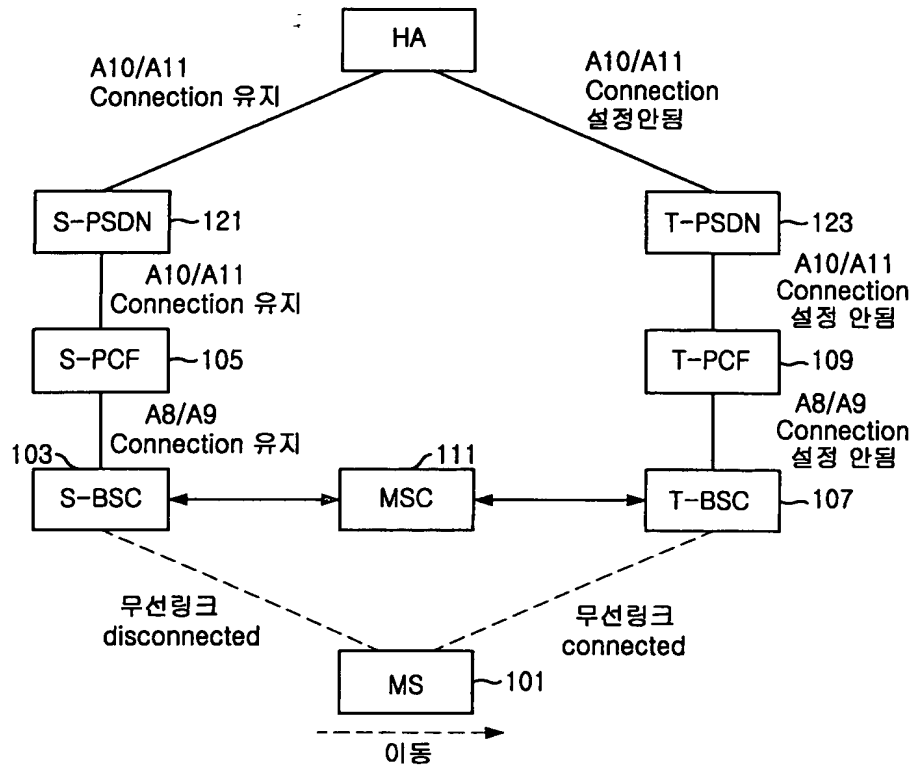 HA
A10/A11
Connection 유지
A10/A11
Connection
설정안됨
S-PSDN
121
T-PSDN
123
A10/A11
Connection 유지
A10/A11
Connection
설정 안됨
S-PCF
105
T-PCF
109
A8/A9
Connection 유지
A8/A9
Connection
설정 안됨
103
S-BSC
111
MSC
T-BSC
107
무선링크
disconnected
무선링크
connected
MS
101
이동